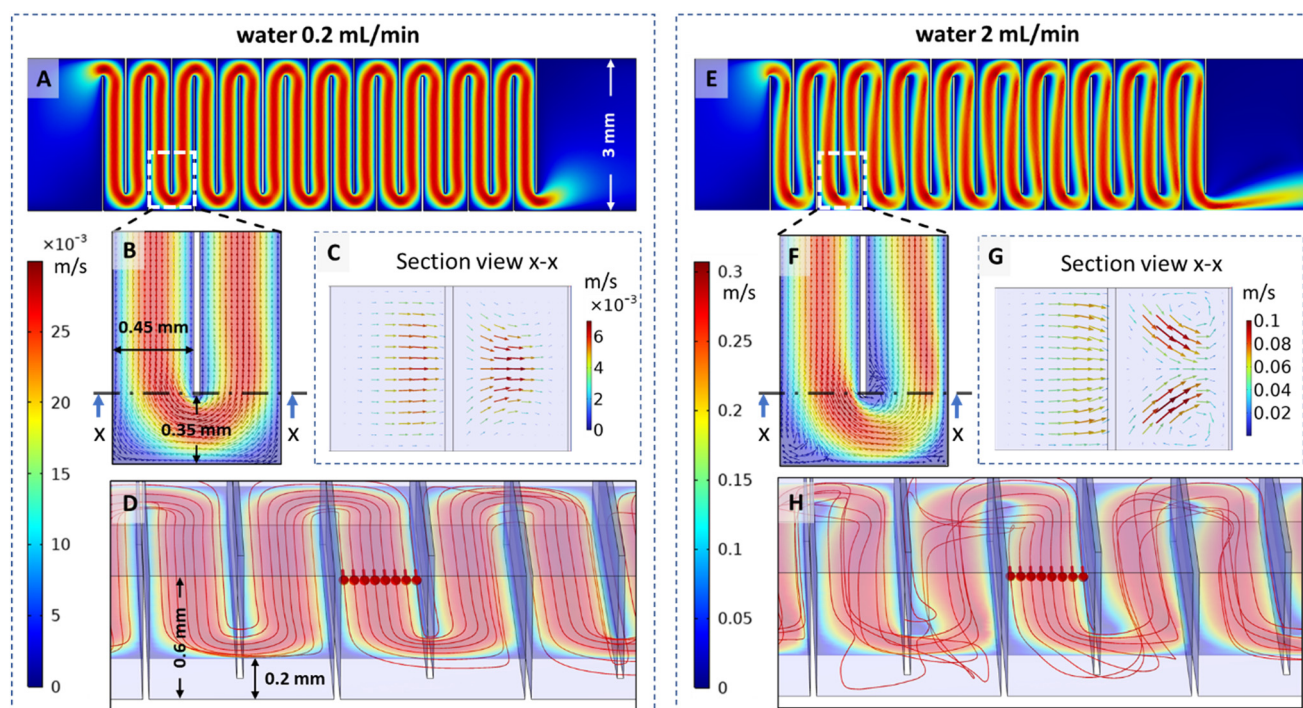 water 0.2 mL/min
A
3 mm
×10⁻³
m/s
25
20
15
10
5
0
B
0.45 mm
0.35 mm
X
X
C
Section view x-x
m/s
×10⁻³
6
4
2
0
D
0.6 mm
0.2 mm
water 2 mL/min
E
0.3
m/s
0.25
0.2
0.15
0.1
0.05
0
F
X
X
G
Section view x-x
m/s
0.1
0.08
0.06
0.04
0.02
H